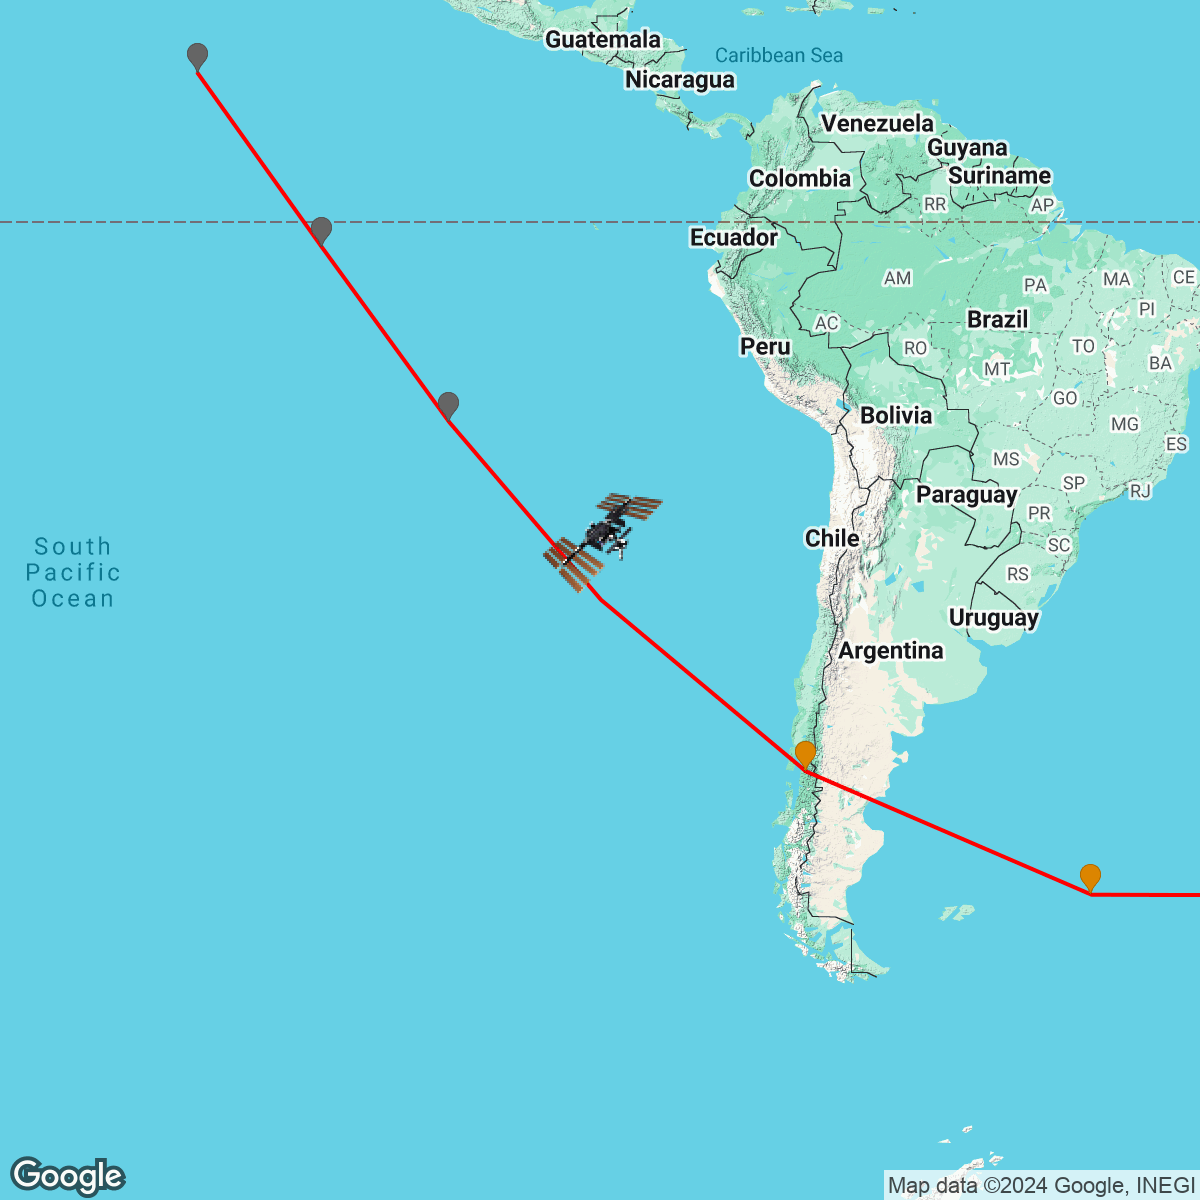 Guatemala
Caribbean Sea
Nicaragua
Venezuela
Guyana
Colombia
Suriname
RR
AP
Ecuador
AM
PA
MA
CE
PI
AC
Brazil
Peru
RO
TO
MT
BA
GO
Bolivia
MG
ES
MS
SP
RJ
Paraguay
PR
Chile
SC
South
Pacific
Ocean
RS
Uruguay
Argentina
Google
Map data ©2024 Google, INEGI